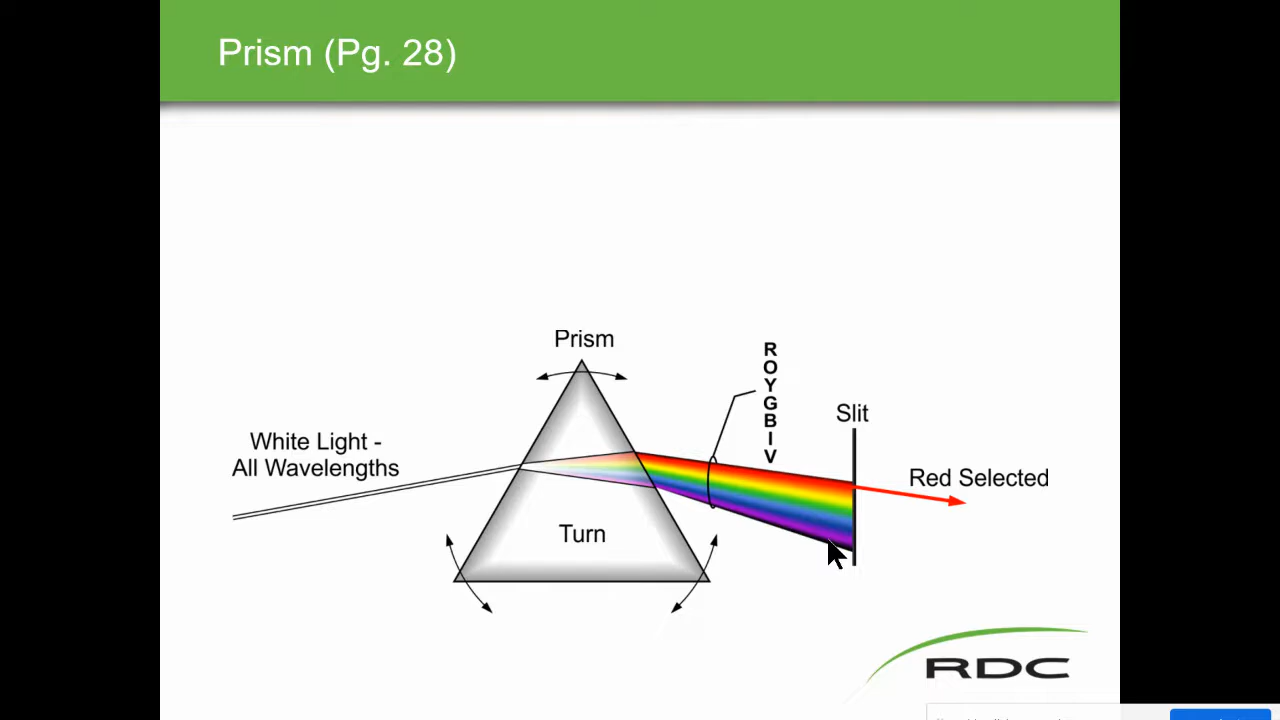 Prism (Pg. 28)
Prism
R
O
Y
G
B
I
V
Slit
White Light -
All Wavelengths
Red Selected
Turn
RDC